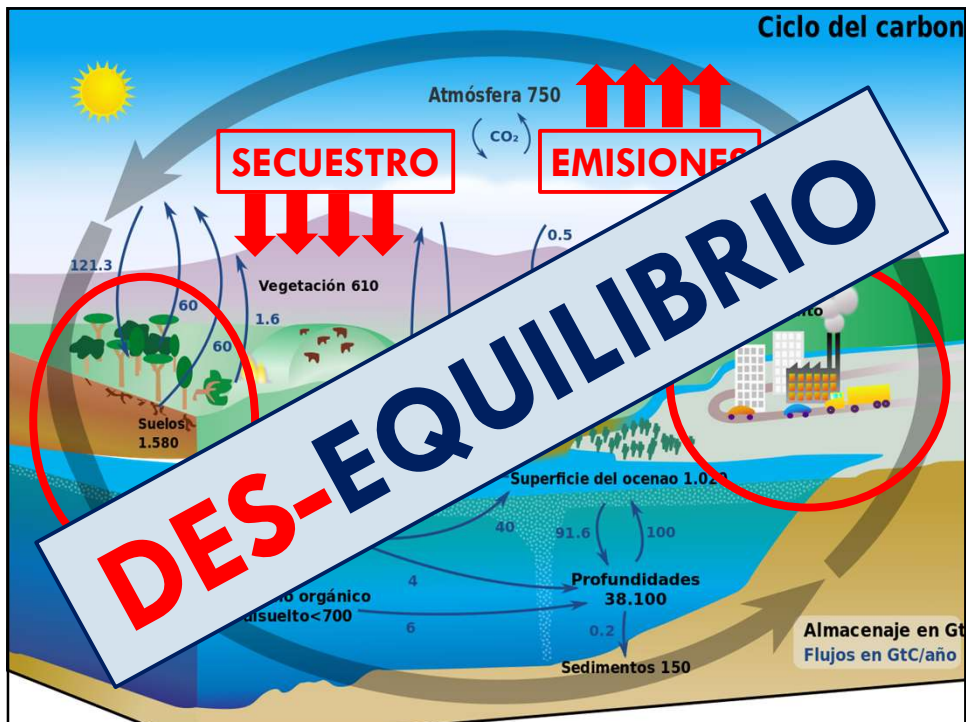 Ciclo del carbon
Atmósfera 750
CO₂
SECUESTRO
EMISIONES
0.5
121.3
Vegetación 610
60
1.6
60
Suelos
1.580
DES-EQUILIBRIO
Superficie del ocenao 1.020
40
91.6
100
4
Profundidades
38.100
orgánico
<700
6
0.2
Sedimentos 150
Almacenaje en Gt
Flujos en GtC/año